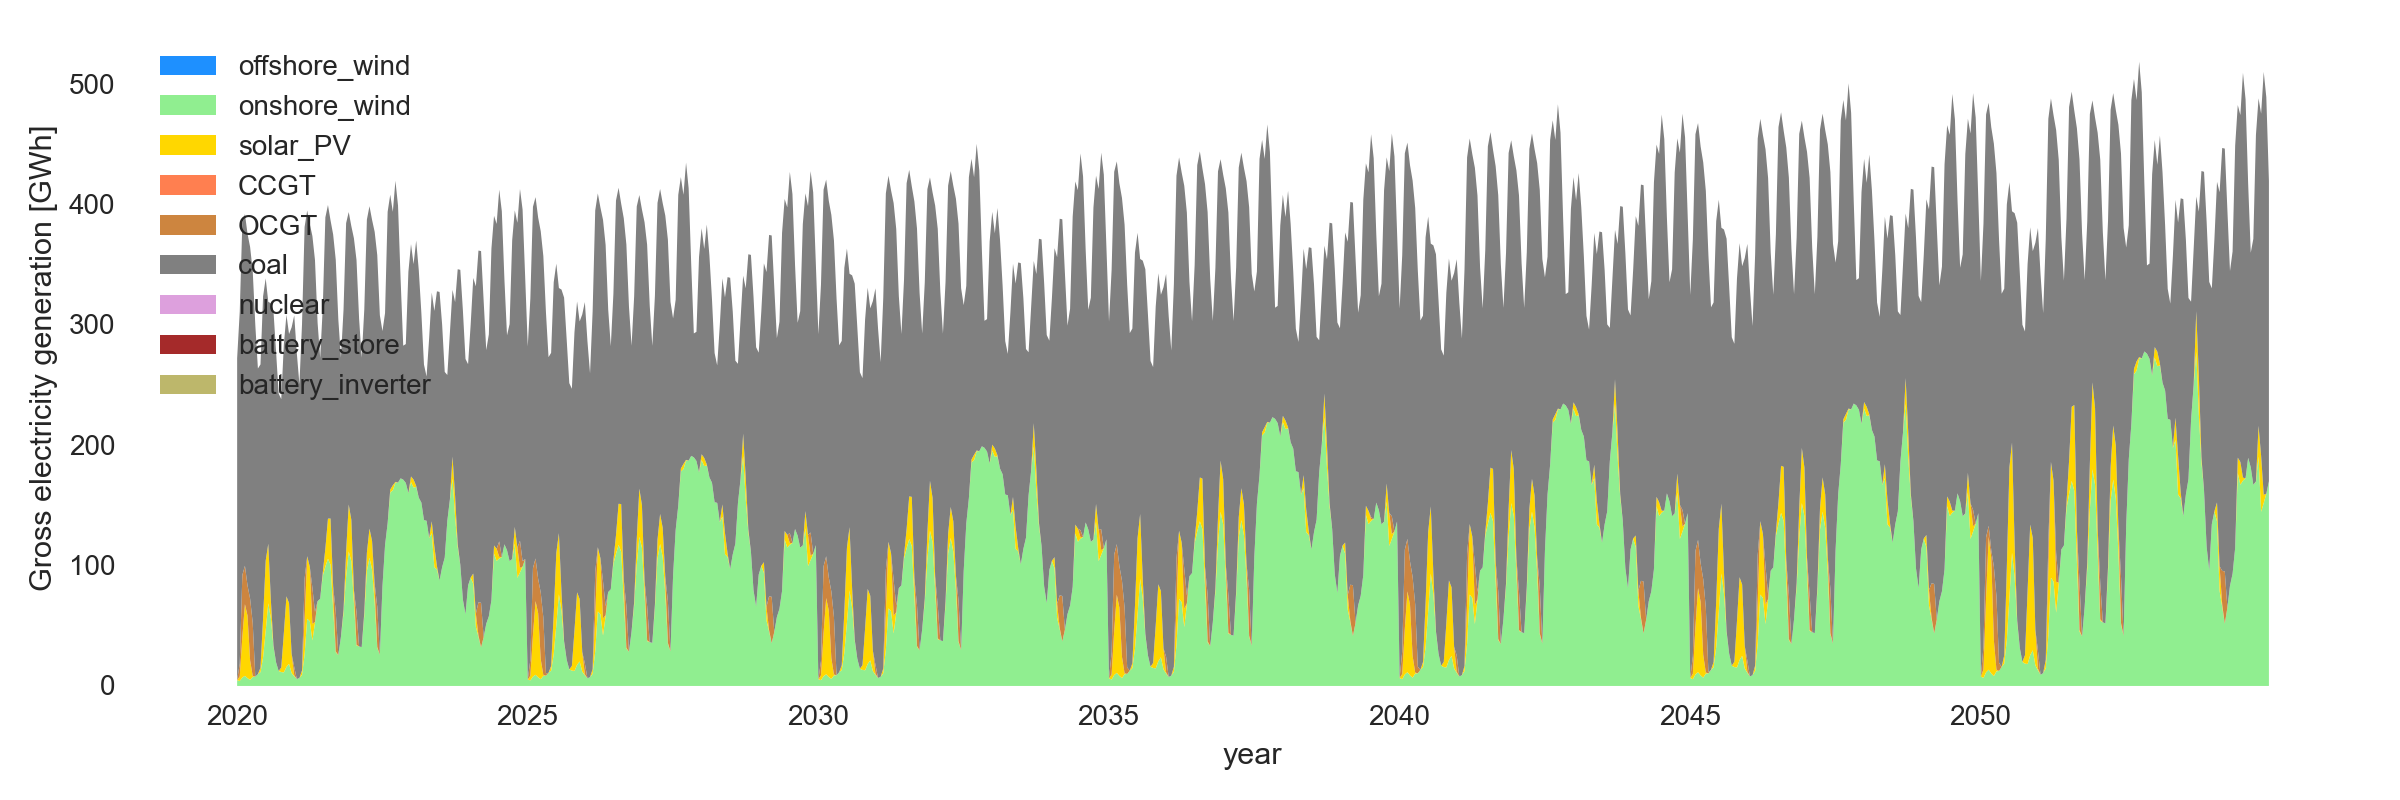 Gross electricity generation [GWh]
500
400
300
200
100
0
offshore_wind
onshore_wind
solar_PV
CCGT
OCGT
coal
nuclear
battery_store
battery_inverter
2020 2025 2030 2035 2040 2045 2050
year